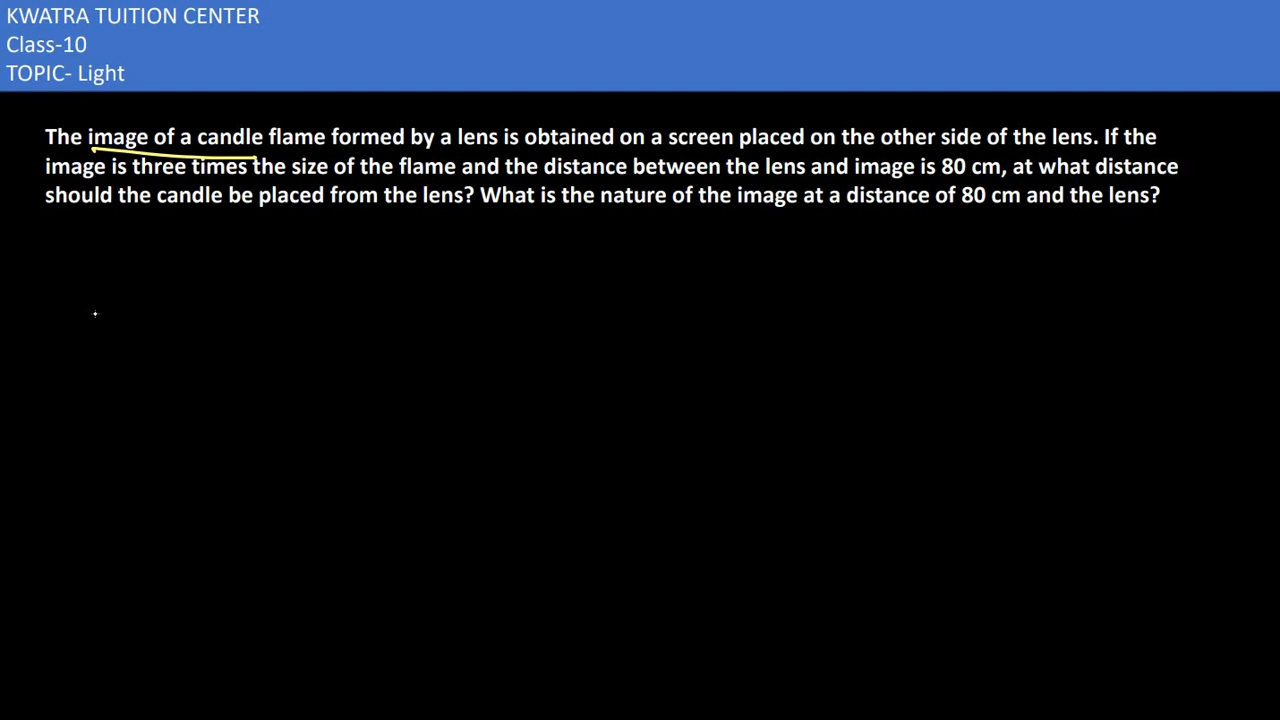 KWATRA TUITION CENTER
Class-10
TOPIC- Light
The image of a candle flame formed by a lens is obtained on a screen placed on the other side of the lens. If the
image is three times the size of the flame and the distance between the lens and image is 80 cm, at what distance
should the candle be placed from the lens? What is the nature of the image at a distance of 80 cm and the lens?